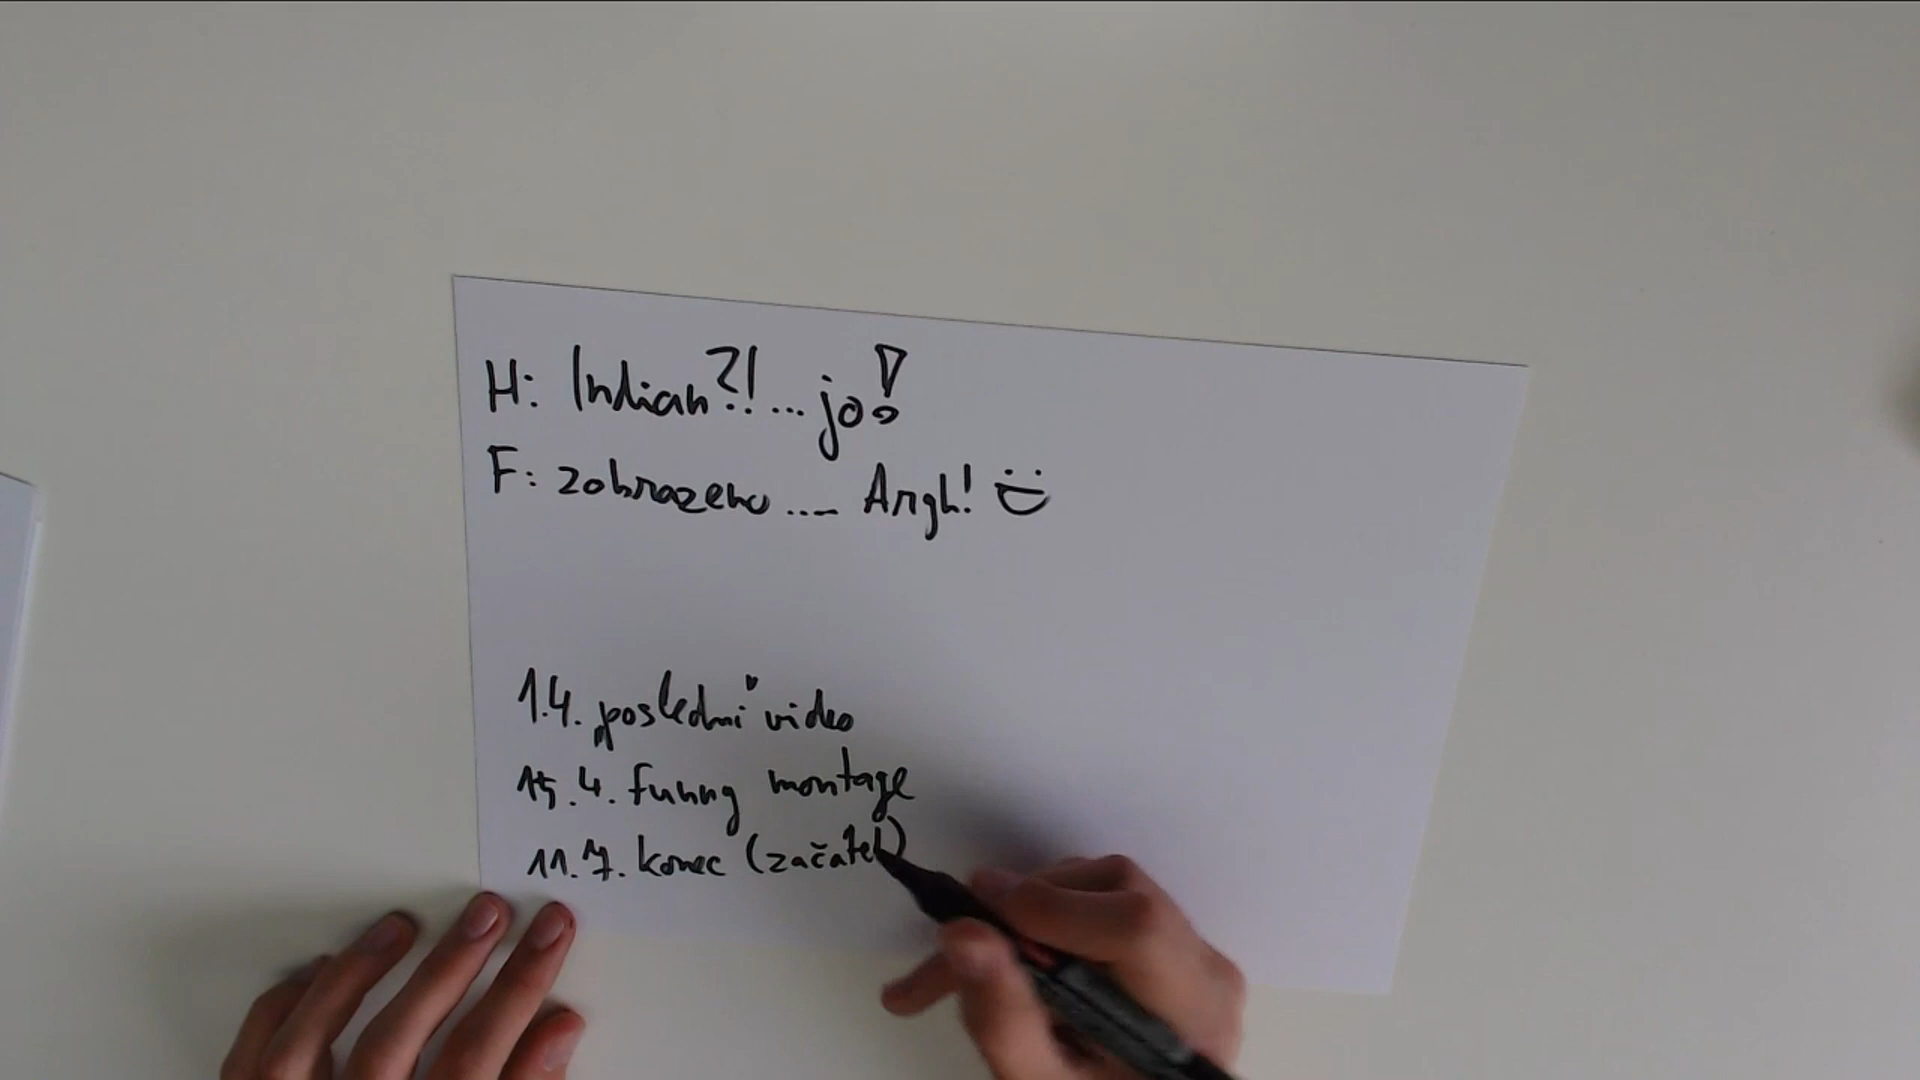 H: Indian?!... jo!
F: zobrazeno.... Argh! :D
1.4. poslední video
15.4. funny montage
11.7. konec (začátek)